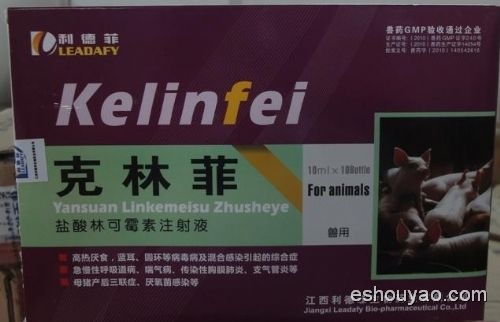 利德菲
LEADAFY
兽药GMP验收通过企业
Kelinfei
克林菲
10ml×10Bottle
For animals
兽用
Yansuan Linkemeisu Zhusheye
盐酸林可霉素注射液
高热厌食，蓝耳、圆环等病毒病及混合感染引起的综合症
急慢性呼吸道病、喘气病、传染性胸膜肺炎、支气管炎等
母猪产后三联症、厌氧菌感染等
eshouyao.com
江西利德菲
Jiangxi Leadafy Bio-pharmaceutical Co.,Ltd